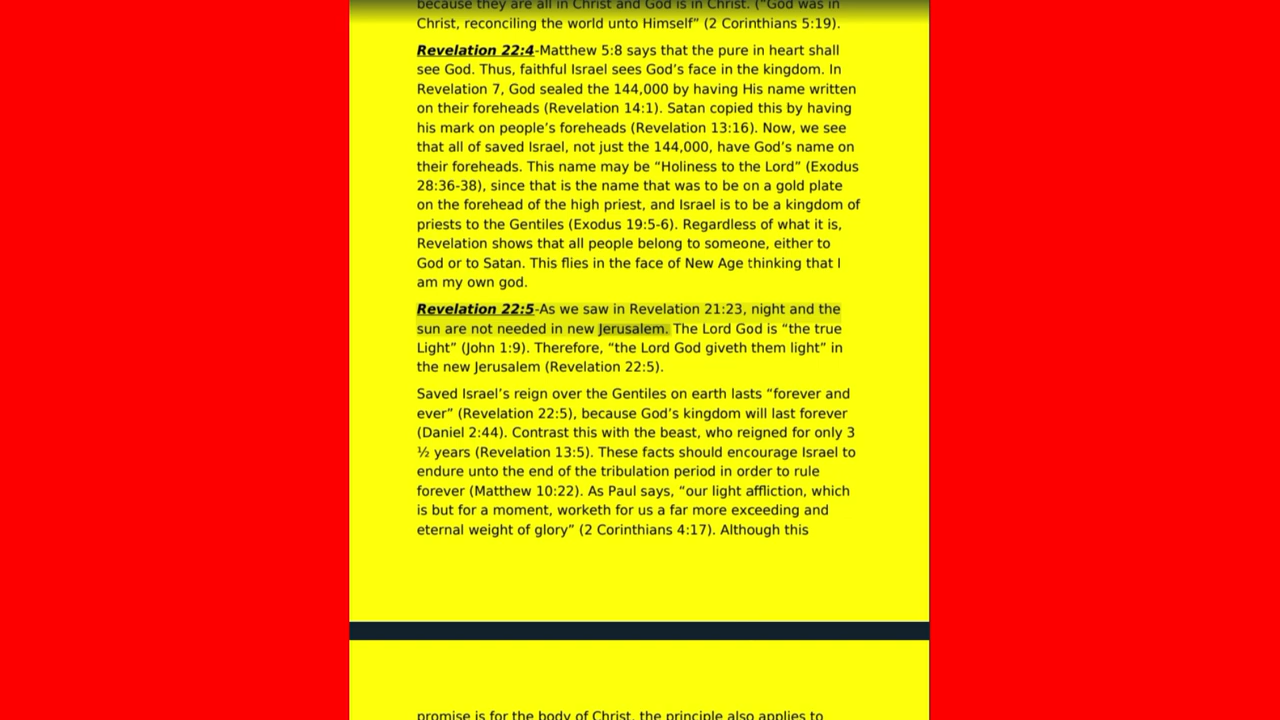 because they are all in Christ and God is in Christ. (“God was in
Christ, reconciling the world unto Himself” (2 Corinthians 5:19).
Revelation 22:4-Matthew 5:8 says that the pure in heart shall
see God. Thus, faithful Israel sees God’s face in the kingdom. In
Revelation 7, God sealed the 144,000 by having His name written
on their foreheads (Revelation 14:1). Satan copied this by having
his mark on people’s foreheads (Revelation 13:16). Now, we see
that all of saved Israel, not just the 144,000, have God’s name on
their foreheads. This name may be “Holiness to the Lord” (Exodus
28:36-38), since that is the name that was to be on a gold plate
on the forehead of the high priest, and Israel is to be a kingdom of
priests to the Gentiles (Exodus 19:5-6). Regardless of what it is,
Revelation shows that all people belong to someone, either to
God or to Satan. This flies in the face of New Age thinking that I
am my own god.
Revelation 22:5-As we saw in Revelation 21:23, night and the
sun are not needed in new Jerusalem. The Lord God is “the true
Light” (John 1:9). Therefore, “the Lord God giveth them light” in
the new Jerusalem (Revelation 22:5).
Saved Israel’s reign over the Gentiles on earth lasts “forever and
ever” (Revelation 22:5), because God’s kingdom will last forever
(Daniel 2:44). Contrast this with the beast, who reigned for only 3
½ years (Revelation 13:5). These facts should encourage Israel to
endure unto the end of the tribulation period in order to rule
forever (Matthew 10:22). As Paul says, “our light affliction, which
is but for a moment, worketh for us a far more exceeding and
eternal weight of glory” (2 Corinthians 4:17). Although this
promise is for the body of Christ, the principle also applies to